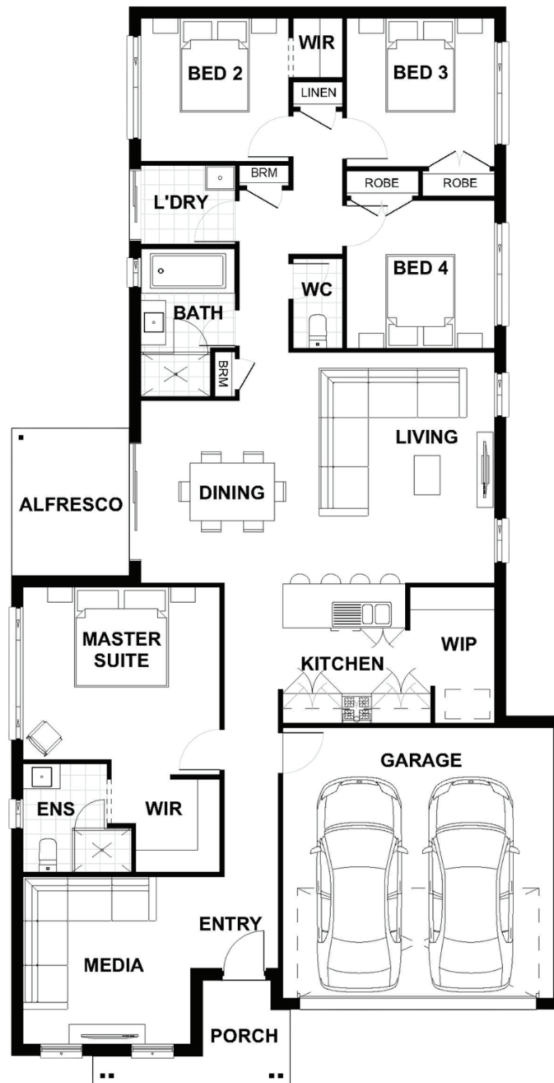 WIR
BED 2
BED 3
LINEN
BRM
ROBE
ROBE
L'DRY
BED 4
WC
BATH
BRM
LIVING
DINING
ALFRESCO
MASTER
SUITE
KITCHEN
WIP
GARAGE
ENS
WIR
ENTRY
MEDIA
PORCH